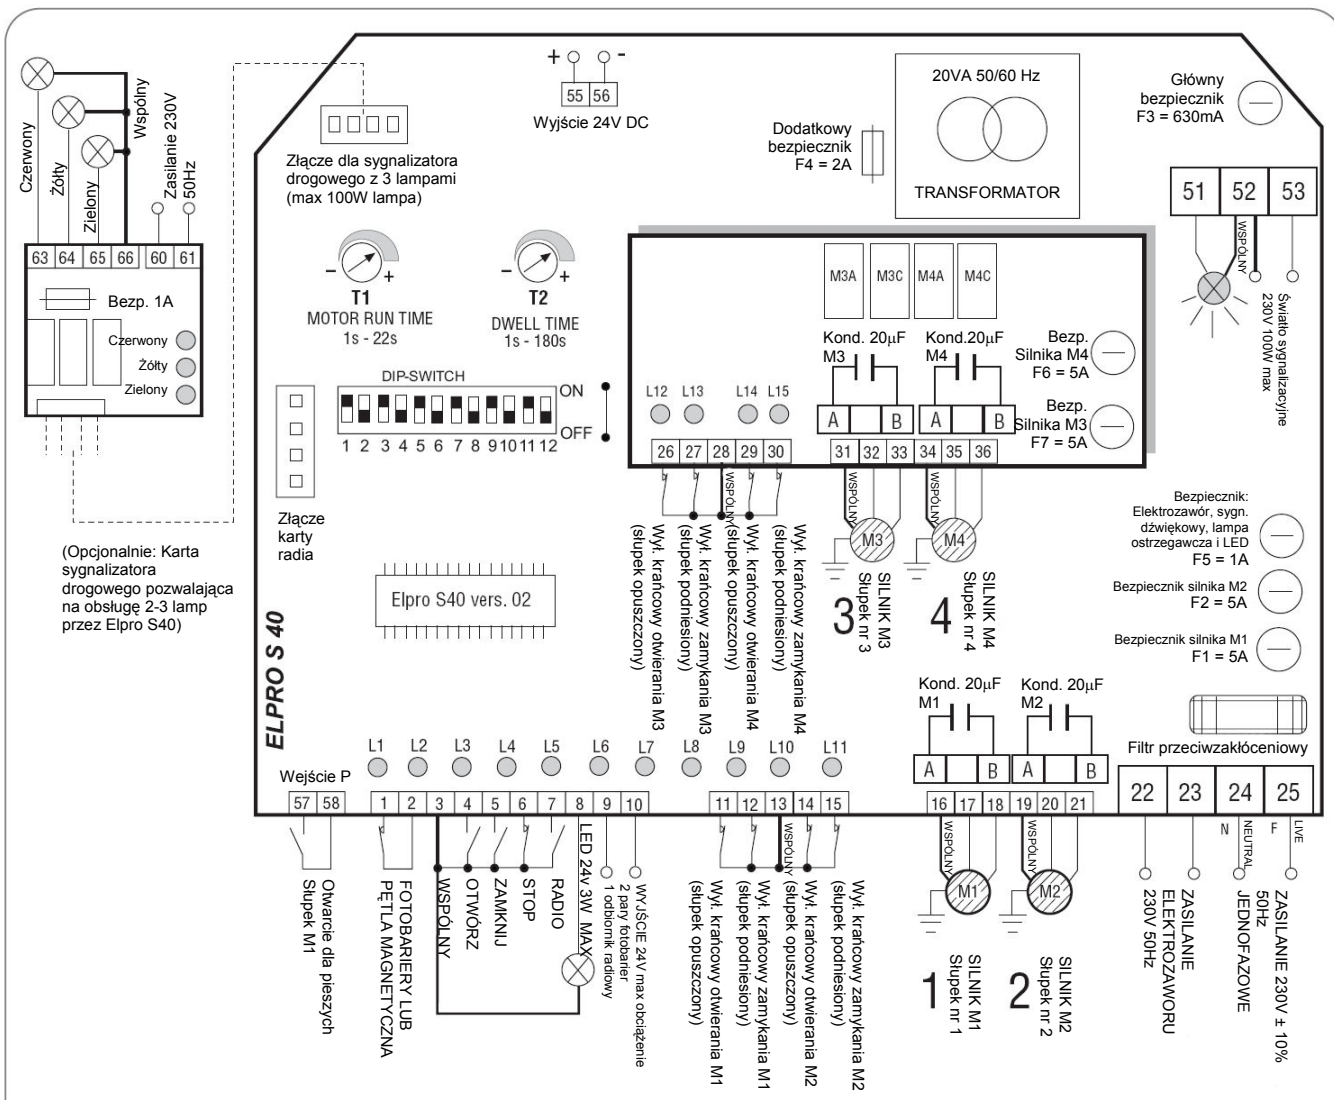 Czerwony
Żółty
Zielony
Wspólny
Zasilanie 230V
50Hz
63 64 65 66 60 61
Bezp. 1A
Czerwony
Żółty
Zielony
(Opcjonalnie: Karta
sygnalizatora
drogowego pozwalająca
na obsługę 2-3 lamp
przez Elpro S40)
Złącze dla sygnalizatora
drogowego z 3 lampami
(max 100W lampa)
+ -
55 56
Wyjście 24V DC
Dodatkowy
bezpiecznik
F4 = 2A
20VA 50/60 Hz
TRANSFORMATOR
Główny
bezpiecznik
F3 = 630mA
51 52 53
WSPÓLNY
Światło sygnalizacyjne
230V 100W max
- +
T1
MOTOR RUN TIME
1s - 22s
- +
T2
DWELL TIME
1s - 180s
DIP-SWITCH
ON
OFF
1 2 3 4 5 6 7 8 9 10 11 12
Złącze
karty
radia
Elpro S40 vers. 02
ELPRO S 40
M3A M3C M4A M4C
Kond. 20µF
M3
Kond.20µF
M4
A B A B
Bezp.
Silnika M4
F6 = 5A
Bezp.
Silnika M3
F7 = 5A
L12 L13 L14 L15
26 27 28 29 30
31 32 33 34 35 36
WSPÓLNY
Wył. krańcowy otwierania M3
(słupek opuszczony)
Wył. krańcowy zamykania M3
(słupek podniesiony)
Wył. krańcowy otwierania M4
(słupek opuszczony)
Wył. krańcowy zamykania M4
(słupek podniesiony)
WSPÓLNY
M3
3
SILNIK M3
Słupek nr 3
WSPÓLNY
M4
4
SILNIK M4
Słupek nr 4
Bezpiecznik:
Elektrozawór, sygn.
dźwiękowy, lampa
ostrzegawcza i LED
F5 = 1A
Bezpiecznik silnika M2
F2 = 5A
Bezpiecznik silnika M1
F1 = 5A
Filtr przeciwzakłóceniowy
Kond. 20µF
M1
Kond. 20µF
M2
A B A B
Wejście P
L1 L2 L3 L4 L5 L6 L7 L8 L9 L10 L11
57 58
1 2 3 4 5 6 7 8 9 10
11 12 13 14 15
16 17 18 19 20 21
22 23 24 25
Otwarcie dla pieszych
Słupek M1
FOTOBARIERY LUB
PĘTLA MAGNETYCZNA
WSPÓLNY
OTWÓRZ
ZAMKNIJ
STOP
RADIO
LED 24v 3W MAX
WYJŚCIE 24V max obciążenie
2 pary fotobarier
1 odbiornik radiowy
WSPÓLNY
Wył. krańcowy otwierania M1
(słupek opuszczony)
Wył. krańcowy zamykania M1
(słupek podniesiony)
Wył. krańcowy otwierania M2
(słupek opuszczony)
Wył. krańcowy zamykania M2
(słupek podniesiony)
WSPÓLNY
M1
1
SILNIK M1
Słupek nr 1
WSPÓLNY
M2
2
SILNIK M2
Słupek nr 2
ZASILANIE
ELEKTROZAWORU
230V 50Hz
N
NEUTRAL
F
LIVE
ZASILANIE 230V ± 10%
50Hz
JEDNOFAZOWE